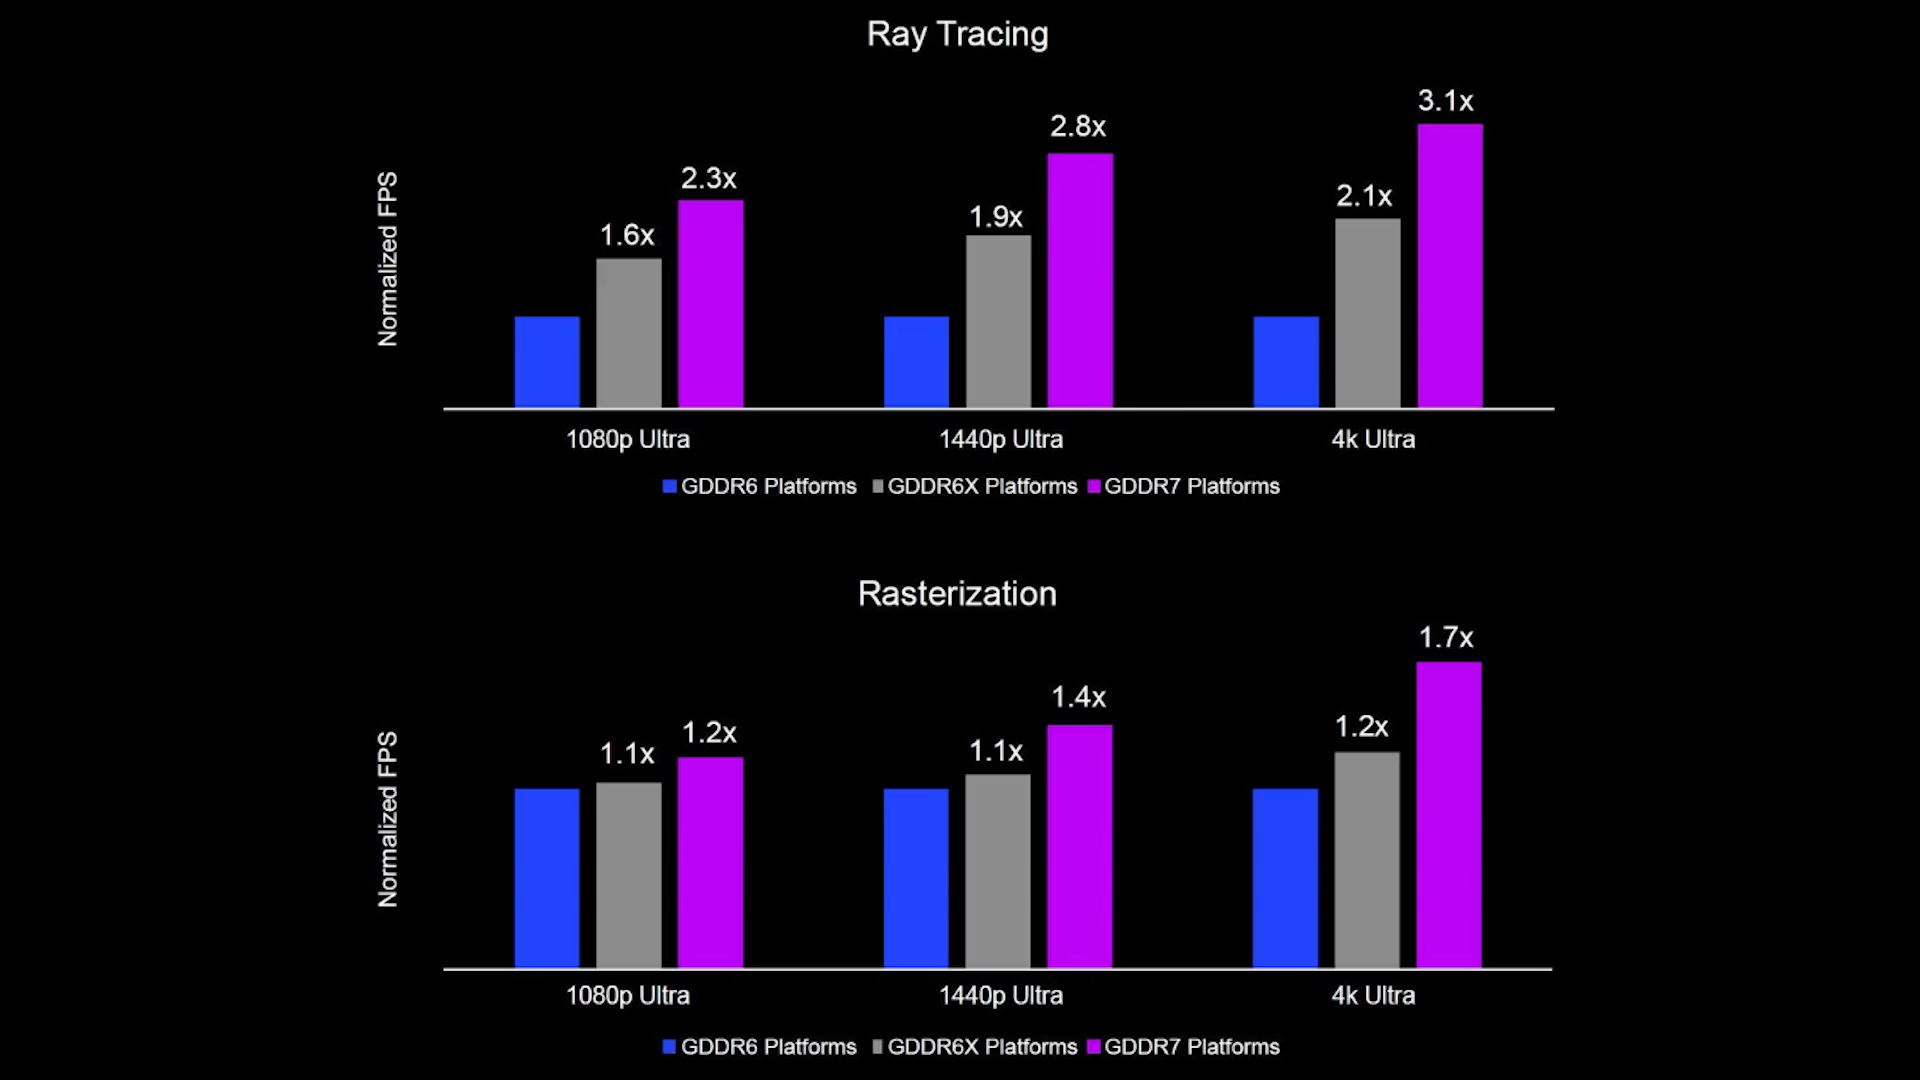 Ray Tracing
Normalized FPS
1.6x
2.3x
1.9x
2.8x
2.1x
3.1x
1080p Ultra
1440p Ultra
4k Ultra
GDDR6 Platforms GDDR6X Platforms GDDR7 Platforms
Rasterization
Normalized FPS
1.1x
1.2x
1.1x
1.4x
1.2x
1.7x
1080p Ultra
1440p Ultra
4k Ultra
GDDR6 Platforms GDDR6X Platforms GDDR7 Platforms